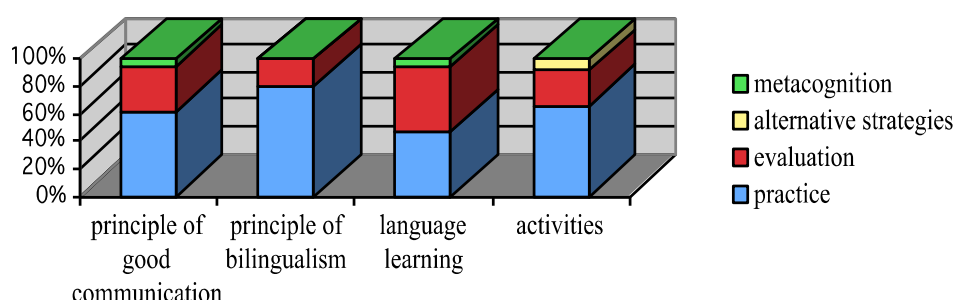 100%
80%
60%
40%
20%
0%
principle of
good
communication
principle of
bilingualism
language
learning
activities
metacognition
alternative strategies
evaluation
practice